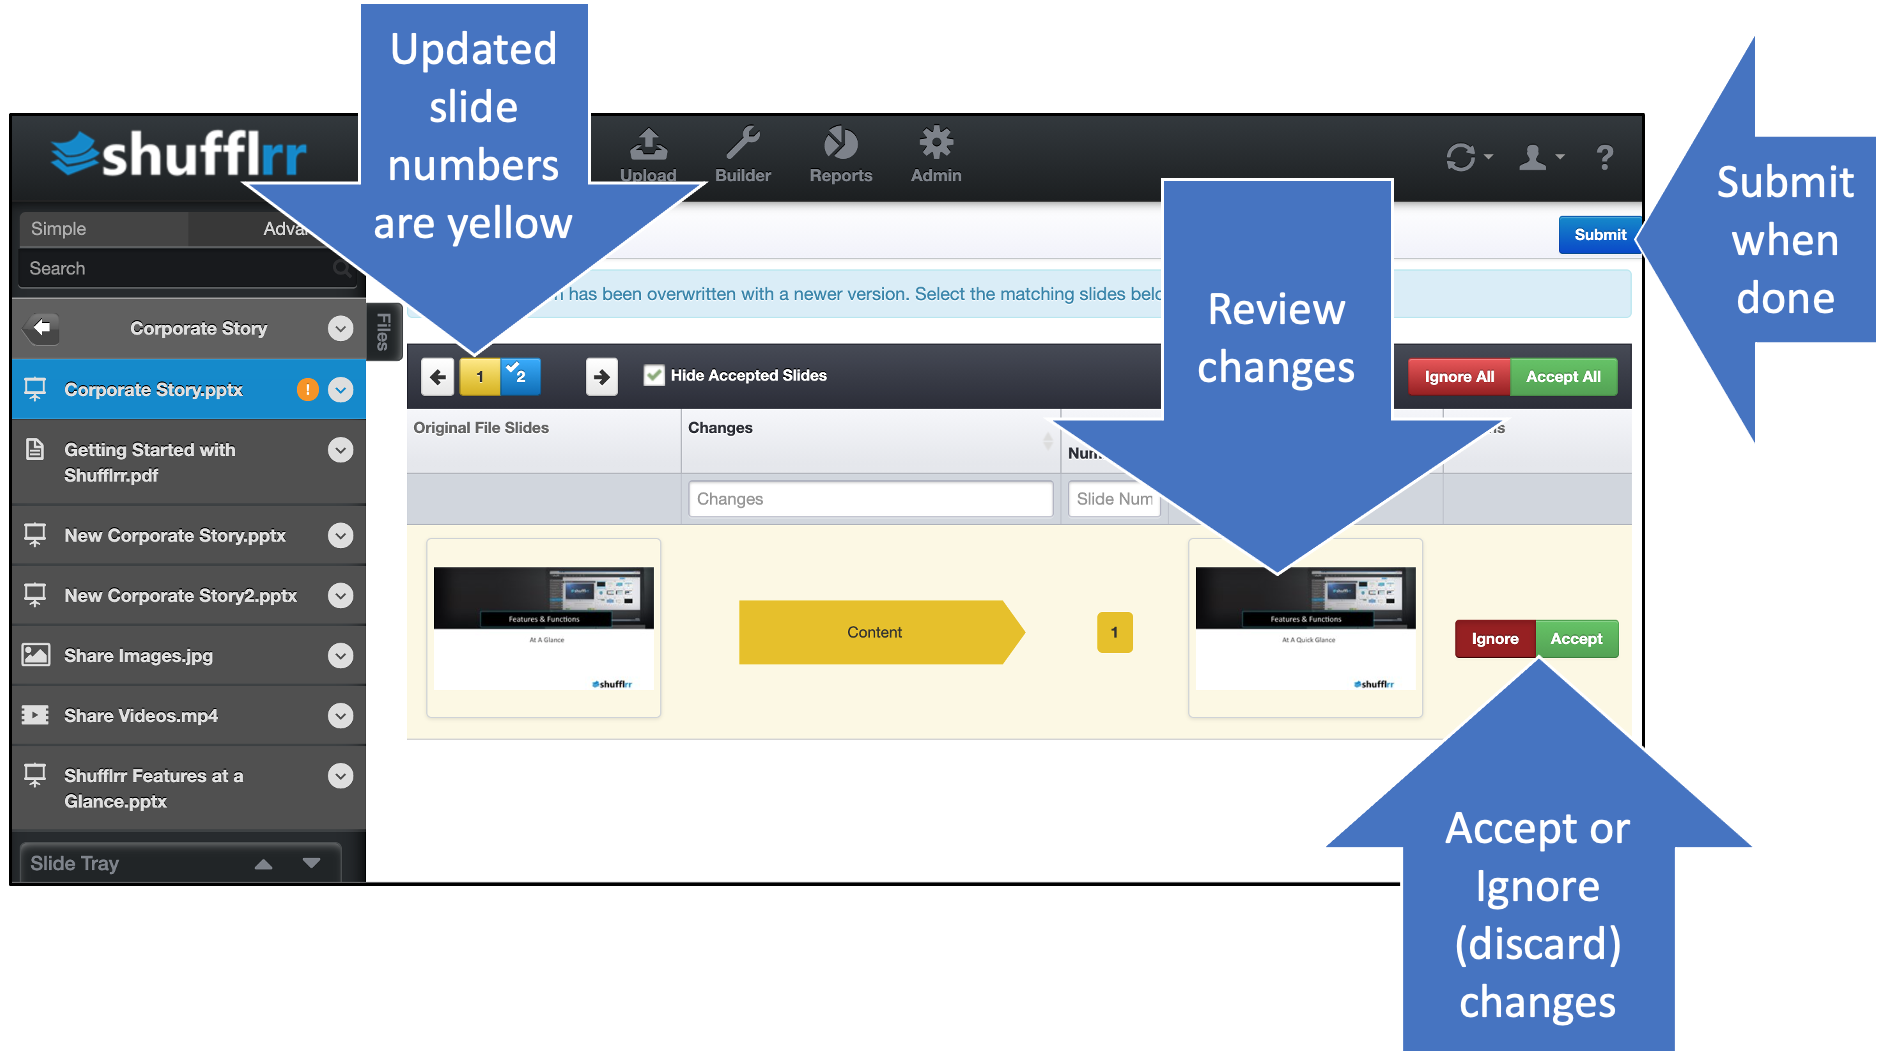 Updated
slide
numbers
are yellow
shufflrr
Upload
Builder
Reports
Admin
?
Submit
when
done
Simple
Search
Submit
has been overwritten with a newer version. Select the matching slides
Review
changes
Corporate Story
Files
1
2
Hide Accepted Slides
Ignore All
Accept All
Corporate Story.pptx
!
Original File Slides
Changes
Getting Started with
Shufflrr.pdf
Changes
Slide Num
New Corporate Story.pptx
New Corporate Story2.pptx
Features & Functions
At A Glance
shufflrr
Content
1
Features & Functions
At A Quick Glance
shufflrr
Ignore
Accept
Share Images.jpg
Share Videos.mp4
Shufflrr Features at a
Glance.pptx
Slide Tray
Accept or
Ignore
(discard)
changes